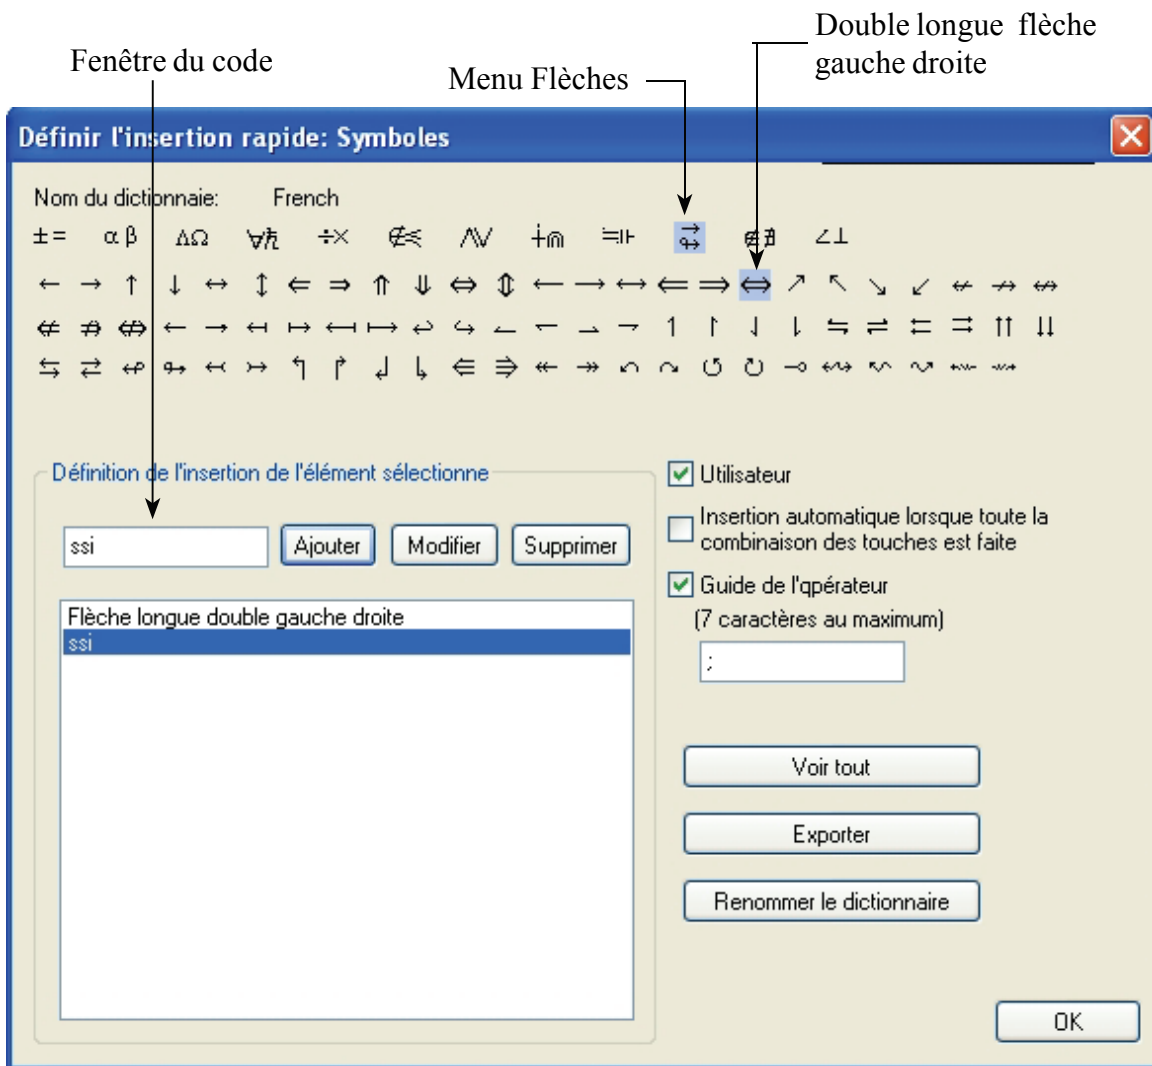 Double longue flèche
gauche droite
Fenêtre du code
Menu Flèches
Définir l'insertion rapide: Symboles
Nom du dictionnaie: French
±= αβ ΔΩ ∀ℏ ÷× ∉≮ ⋀⋁ ∔⋒ ≒⊩ ∉∄ ∠⊥
← → ↑ ↓ ↔ ↕ ⇐ ⇒ ⇑ ⇓ ⇔ ⇕ ⟵ ⟶ ⟷ ⟸ ⟹ ⟺ ↗ ↖ ↘ ↙ ↚ ↛ ↮
⇍ ⇏ ⇎ ← → ↤ ↦ ⟻ ⟼ ↩ ↪ ↽ ↼ ⇁ ⇀ ↿ ↾ ⇃ ⇂ ⇋ ⇌ ⇇ ⇉ ⇈ ⇊
⇆ ⇄ ↫ ↬ ↢ ↣ ↰ ↱ ↲ ↳ ⇚ ⇛ ↞ ↠ ↶ ↷ ↺ ↻ ⊸ ↭
Définition de l'insertion de l'élément sélectionne
Utilisateur
ssi Ajouter Modifier Supprimer
Insertion automatique lorsque toute la
combinaison des touches est faite
Guide de l'qpérateur
(7 caractères au maximum)
Flèche longue double gauche droite
ssi
;
Voir tout
Exporter
Renommer le dictionnaire
OK